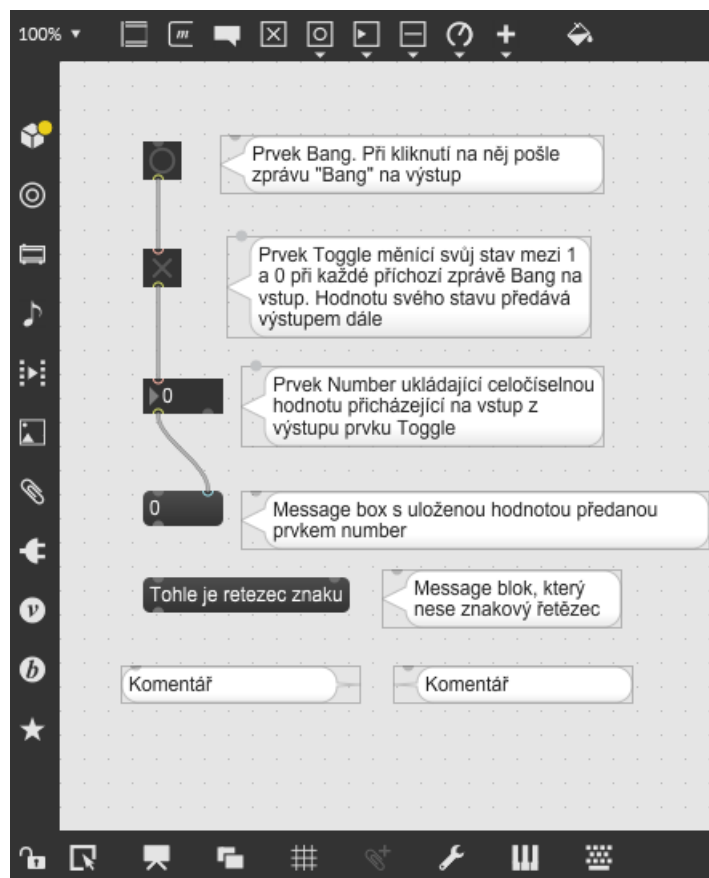 100%
Prvek Bang. Při kliknutí na něj pošle
zprávu "Bang" na výstup
Prvek Toggle měnící svůj stav mezi 1
a 0 při každé příchozí zprávě Bang na
vstup. Hodnotu svého stavu předává
výstupem dále
0
Prvek Number ukládající celočíselnou
hodnotu přicházející na vstup z
výstupu prvku Toggle
0
Message box s uloženou hodnotou předanou
prvkem number
Tohle je retezec znaku
Message blok, který
nese znakový řetězec
Komentář
Komentář